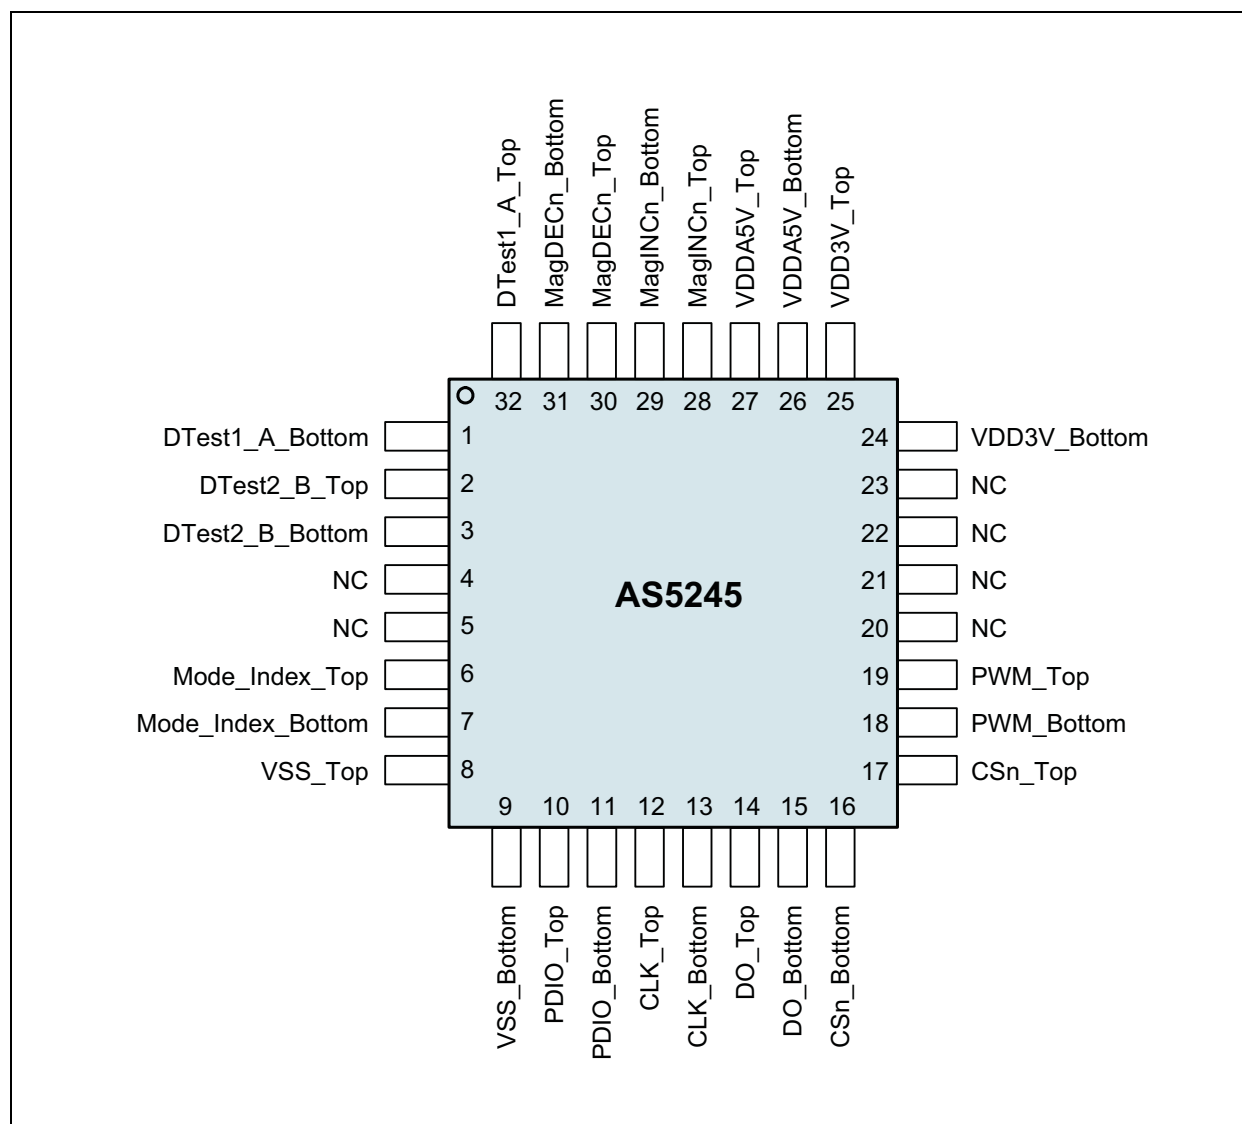 DTest1_A_Top
MagDECn_Bottom
MagDECn_Top
MagINCn_Bottom
MagINCn_Top
VDDA5V_Top
VDDA5V_Bottom
VDD3V_Top
32 31 30 29 28 27 26 25
DTest1_A_Bottom 1 24 VDD3V_Bottom
DTest2_B_Top 2 23 NC
DTest2_B_Bottom 3 22 NC
NC 4 21 NC
AS5245
NC 5 20 NC
Mode_Index_Top 6 19 PWM_Top
Mode_Index_Bottom 7 18 PWM_Bottom
VSS_Top 8 17 CSn_Top
9 10 11 12 13 14 15 16
VSS_Bottom
PDIO_Top
PDIO_Bottom
CLK_Top
CLK_Bottom
DO_Top
DO_Bottom
CSn_Bottom